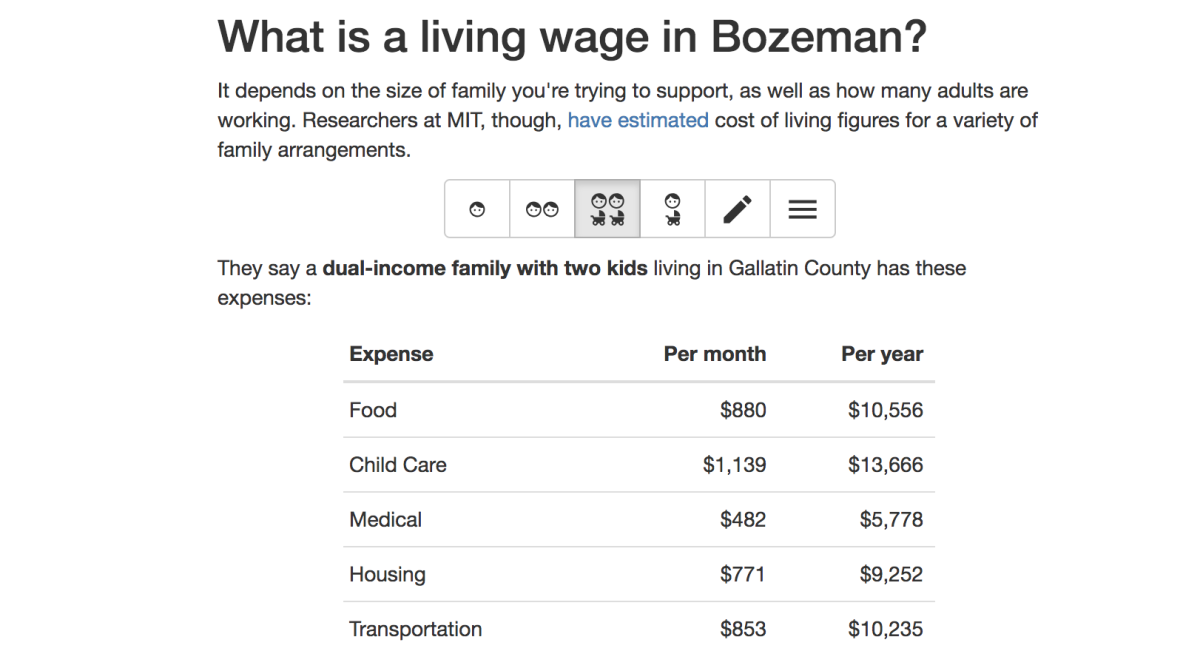 What is a living wage in Bozeman?
It depends on the size of family you're trying to support, as well as how many adults are
working. Researchers at MIT, though, have estimated cost of living figures for a variety of
family arrangements.
They say a dual-income family with two kids living in Gallatin County has these
expenses:
Expense Per month Per year
Food $880 $10,556
Child Care $1,139 $13,666
Medical $482 $5,778
Housing $771 $9,252
Transportation $853 $10,235